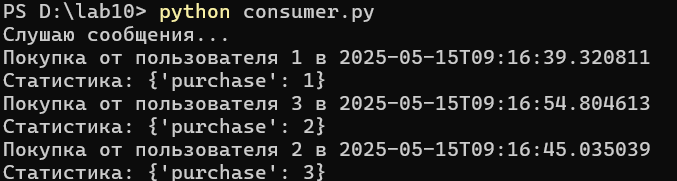 PS D:\lab10> python consumer.py
Слушаю сообщения...
Покупка от пользователя 1 в 2025-05-15T09:16:39.320811
Статистика: {'purchase': 1}
Покупка от пользователя 3 в 2025-05-15T09:16:54.804613
Статистика: {'purchase': 2}
Покупка от пользователя 2 в 2025-05-15T09:16:45.035039
Статистика: {'purchase': 3}